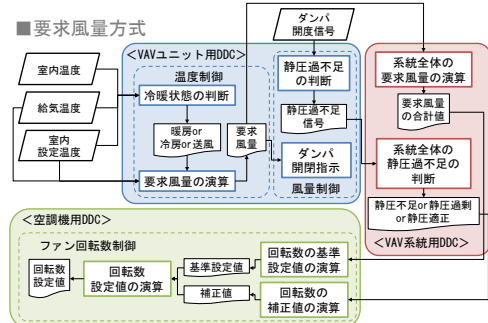 ■要求風量方式
ダンパ
開度信号
<VAVユニット用DDC>
室内温度
給気温度
室内
設定温度
温度制御
冷暖状態の判断
暖房or
冷房or送風
要求風量の演算
要求
風量
静圧過不足
の判断
静圧過不足
信号
ダンパ
開閉指示
風量制御
系統全体の
要求風量の演算
要求風量
の合計値
系統全体の
静圧過不足の
判断
静圧不足or静圧過剰
or静圧適正
<VAV系統用DDC>
<空調機用DDC>
ファン回転数制御
回転数
設定値
回転数
設定値の演算
基準設定値
補正値
回転数の基準
設定値の演算
回転数の
補正値の演算